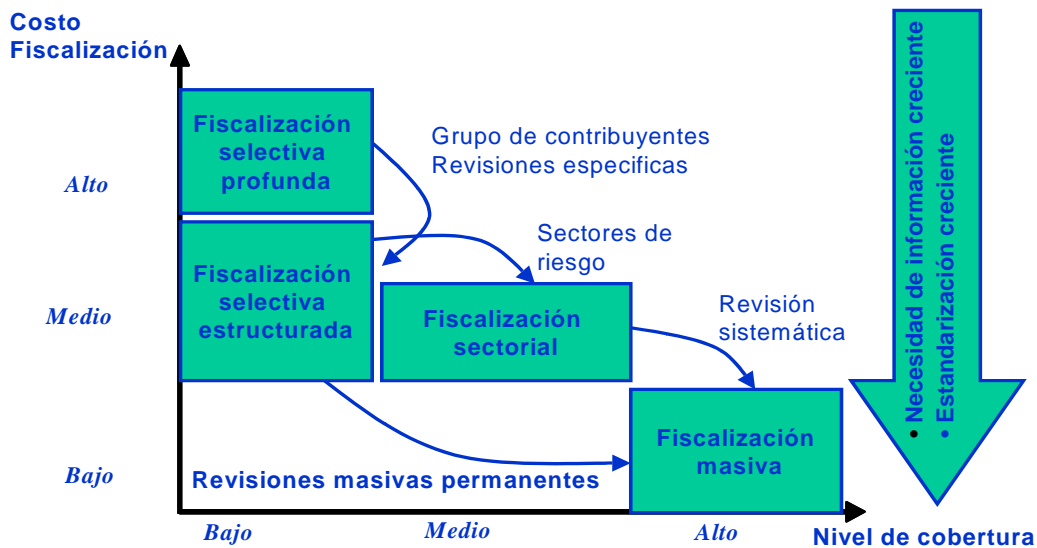 Costo
Fiscalización
Fiscalización
selectiva
profunda
Grupo de contribuyentes
Revisiones especificas
Alto
Sectores de
riesgo
Fiscalización
selectiva
estructurada
Medio
Fiscalización
sectorial
Revisión
sistemática
Fiscalización
masiva
Bajo
Revisiones masivas permanentes
Bajo
Medio
Alto
Nivel de cobertura
• Necesidad de información creciente
• Estandarización creciente